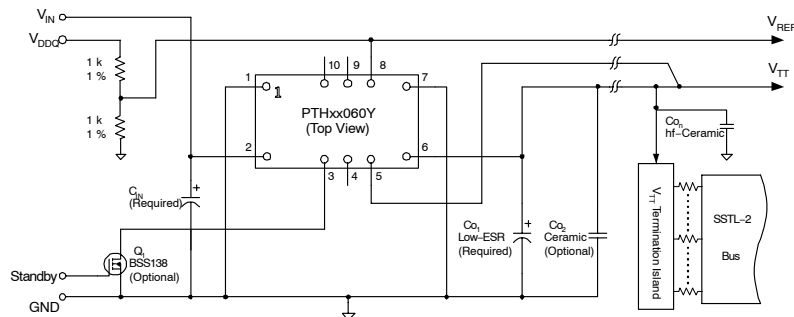 V_IN
V_DDQ
V_REF
V_TT
1 k
1 %
1 k
1 %
10
9
8
1
1
7
PTHxx060Y
(Top View)
2
6
3
4
5
Co_n
hf−Ceramic
C_IN
(Required)
Co_1
Low−ESR
(Required)
Co_2
Ceramic
(Optional)
V_TT Termination Island
SSTL−2
Bus
Q_1
BSS138
(Optional)
Standby
GND